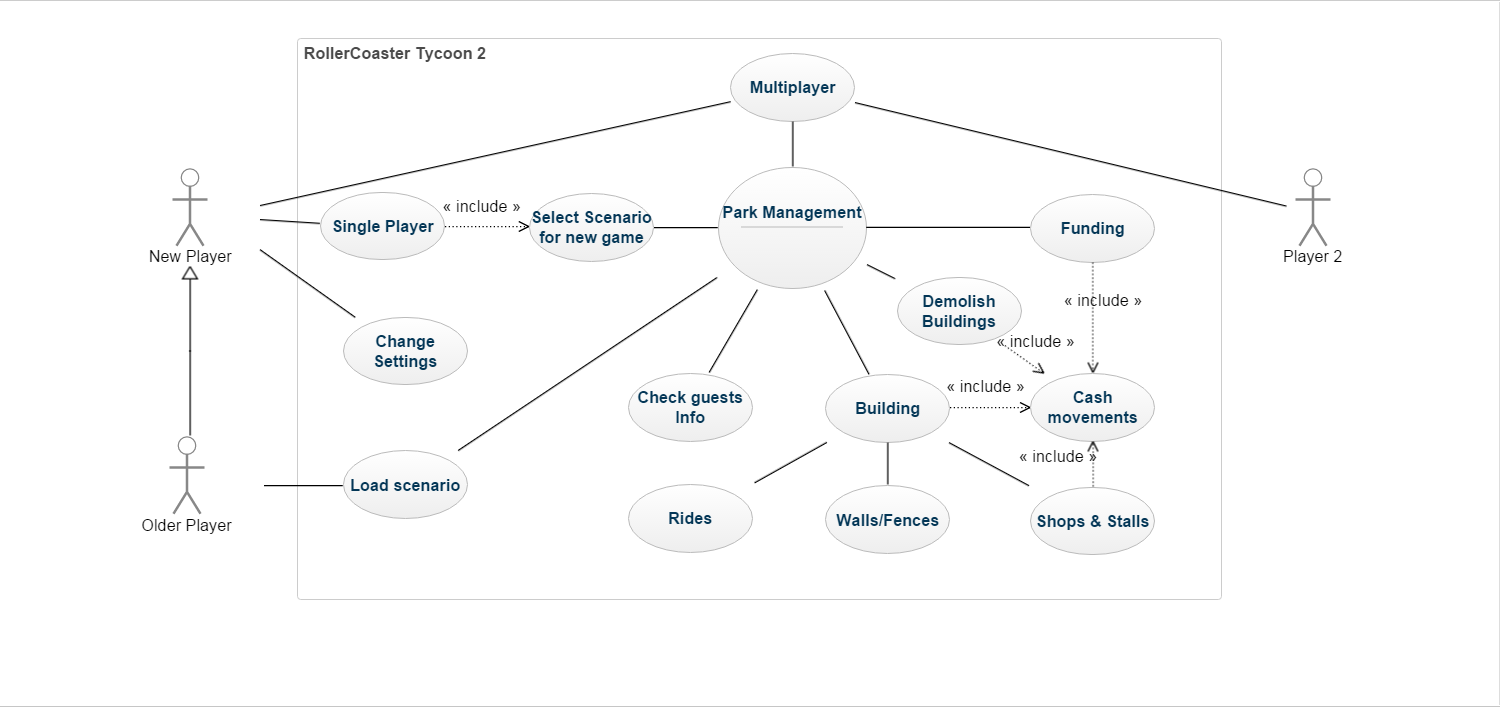 RollerCoaster Tycoon 2
Multiplayer
New Player
Single Player
« include »
Select Scenario
for new game
Park Management
Funding
Player 2
« include »
Demolish
Buildings
« include »
Change
Settings
Check guests
Info
Building
« include »
Cash
movements
« include »
Older Player
Load scenario
Rides
Walls/Fences
Shops & Stalls